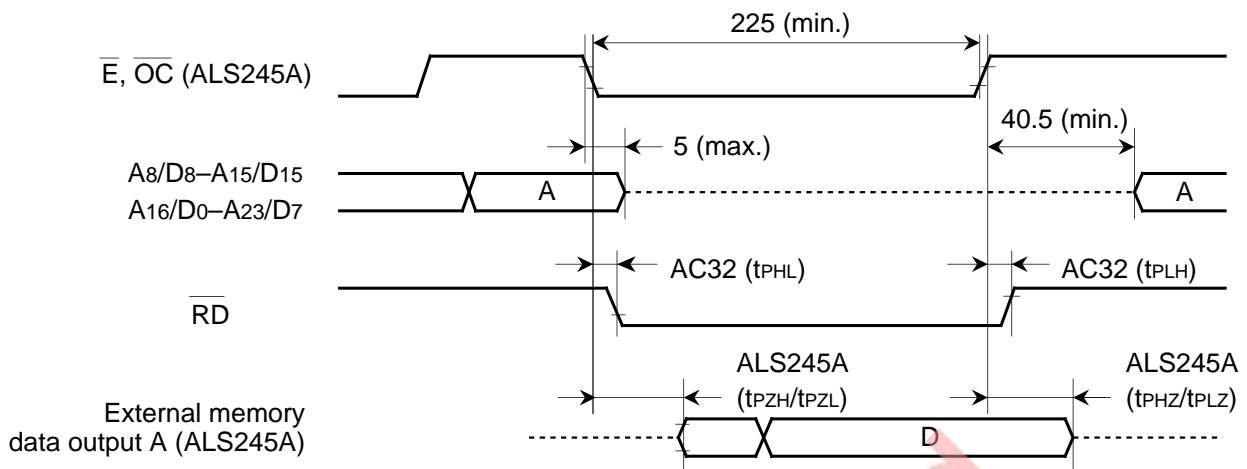 225 (min.)
E, OC (ALS245A)
40.5 (min.)
5 (max.)
A8/D8–A15/D15
A16/D0–A23/D7
A
A
AC32 (tPHL)
AC32 (tPLH)
RD
ALS245A
(tPZH/tPZL)
ALS245A
(tPHZ/tPLZ)
External memory
data output A (ALS245A)
D